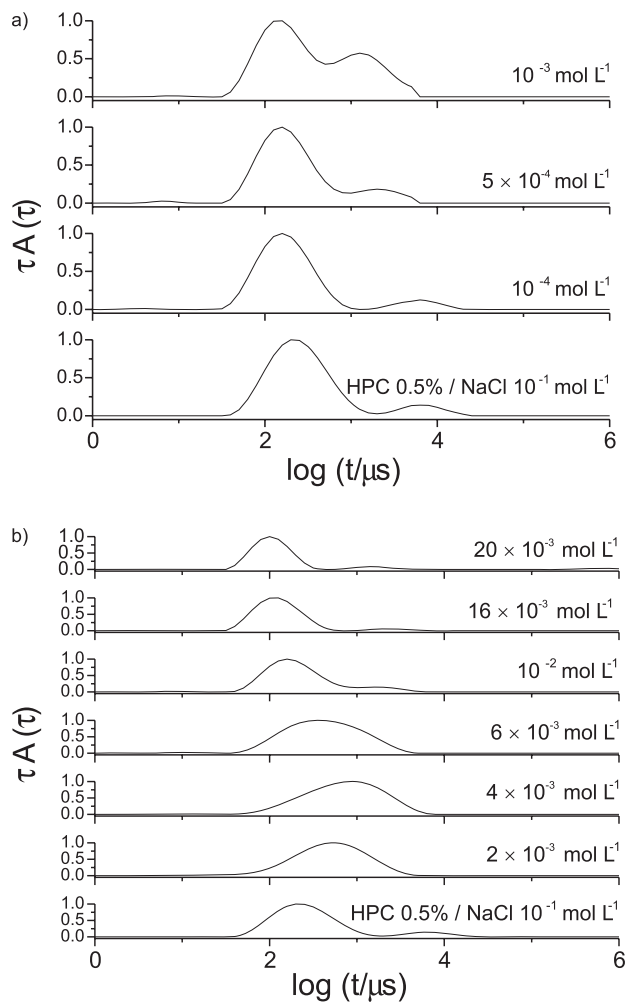 a)
1.0
0.5
0.0
10⁻³ mol L⁻¹
1.0
0.5
0.0
5 × 10⁻⁴ mol L⁻¹
τ A (τ)
1.0
0.5
0.0
10⁻⁴ mol L⁻¹
1.0
0.5
0.0
HPC 0.5% / NaCl 10⁻¹ mol L⁻¹
0 2 4 6
log (t/μs)
b)
1.0
0.5
0.0
20 × 10⁻³ mol L⁻¹
1.0
0.5
0.0
16 × 10⁻³ mol L⁻¹
1.0
0.5
0.0
10⁻² mol L⁻¹
τ A (τ)
1.0
0.5
0.0
6 × 10⁻³ mol L⁻¹
1.0
0.5
0.0
4 × 10⁻³ mol L⁻¹
1.0
0.5
0.0
2 × 10⁻³ mol L⁻¹
1.0
0.5
0.0
HPC 0.5% / NaCl 10⁻¹ mol L⁻¹
0 2 4 6
log (t/μs)